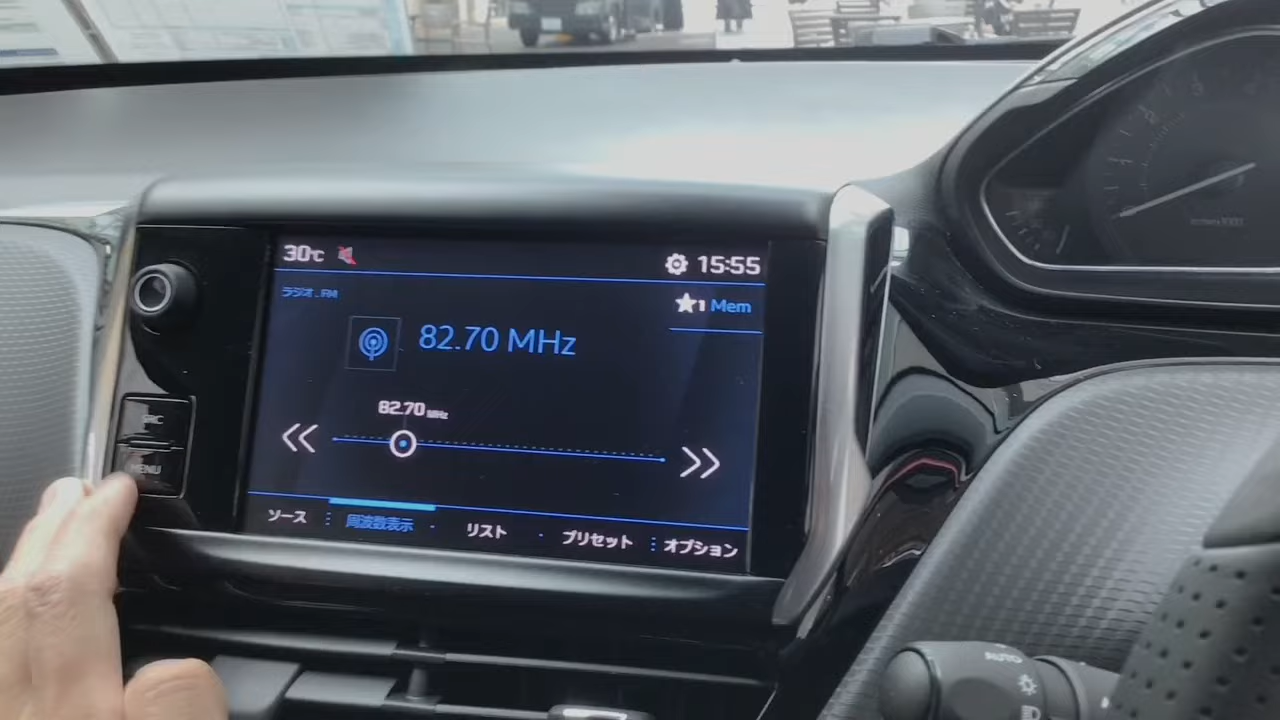 30℃
15:55
ラジオ . FM
★1 Mem
82.70 MHz
82.70 MHz
SRC
MENU
ソース
周波数表示
リスト
プリセット
オプション
AUTO